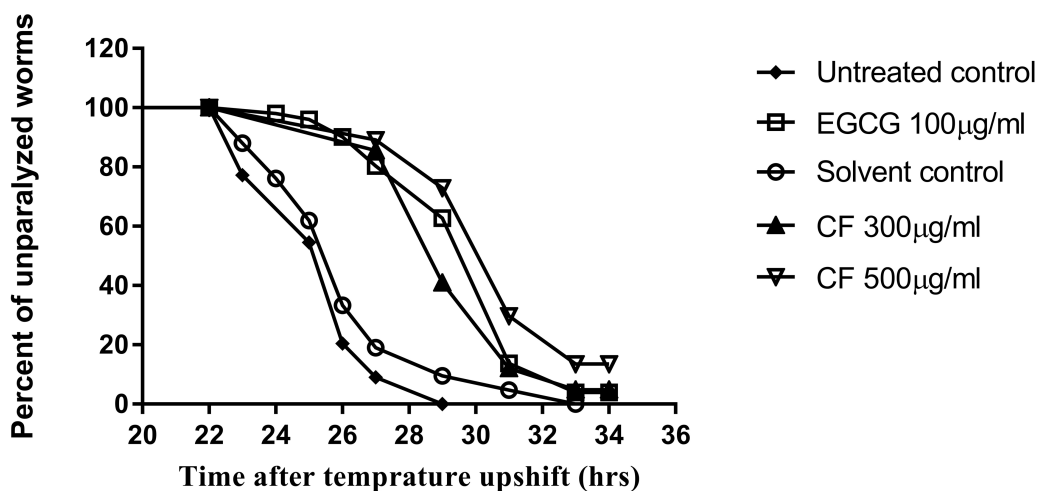 Percent of unparalyzed worms
120
100
80
60
40
20
0
20 22 24 26 28 30 32 34 36
Time after temprature upshift (hrs)
Untreated control
EGCG 100μg/ml
Solvent control
CF 300μg/ml
CF 500μg/ml